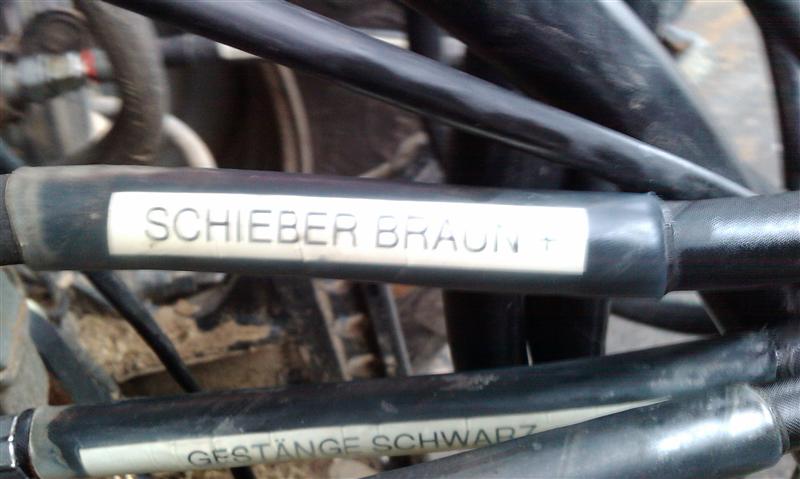 SCHIEBER BRAUN +
GESTÄNGE SCHWARZ